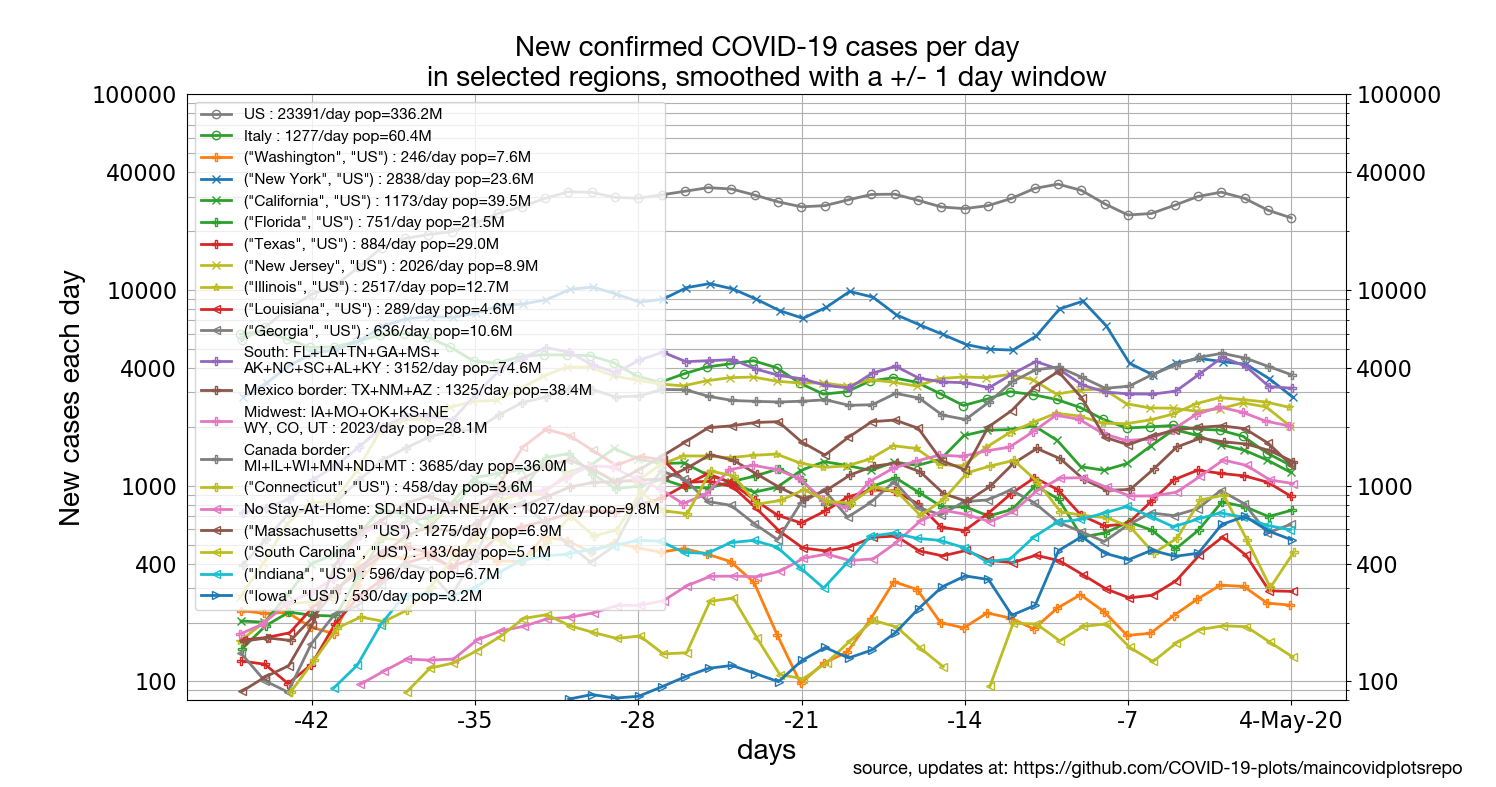 New confirmed COVID-19 cases per day
in selected regions, smoothed with a +/- 1 day window
New cases each day
100000
40000
10000
4000
1000
400
100
US : 23391/day pop=336.2M
Italy : 1277/day pop=60.4M
("Washington", "US") : 246/day pop=7.6M
("New York", "US") : 2838/day pop=23.6M
("California", "US") : 1173/day pop=39.5M
("Florida", "US") : 751/day pop=21.5M
("Texas", "US") : 884/day pop=29.0M
("New Jersey", "US") : 2026/day pop=8.9M
("Illinois", "US") : 2517/day pop=12.7M
("Louisiana", "US") : 289/day pop=4.6M
("Georgia", "US") : 636/day pop=10.6M
South: FL+LA+TN+GA+MS+
AK+NC+SC+AL+KY : 3152/day pop=74.6M
Mexico border: TX+NM+AZ : 1325/day pop=38.4M
Midwest: IA+MO+OK+KS+NE
WY, CO, UT : 2023/day pop=28.1M
Canada border:
MI+IL+WI+MN+ND+MT : 3685/day pop=36.0M
("Connecticut", "US") : 458/day pop=3.6M
No Stay-At-Home: SD+ND+IA+NE+AK : 1027/day pop=9.8M
("Massachusetts", "US") : 1275/day pop=6.9M
("South Carolina", "US") : 133/day pop=5.1M
("Indiana", "US") : 596/day pop=6.7M
("Iowa", "US") : 530/day pop=3.2M
100000
40000
10000
4000
1000
400
100
-42
-35
-28
-21
-14
-7
4-May-20
days
source, updates at: https://github.com/COVID-19-plots/maincovidplotsrepo